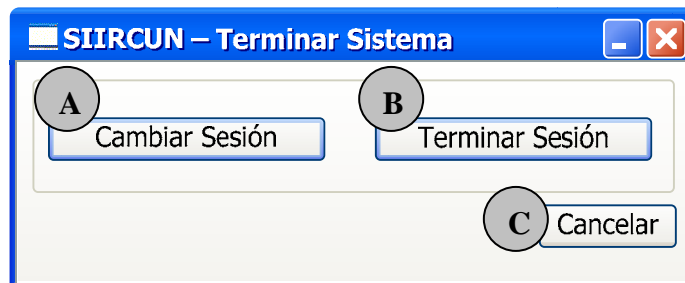 SIIRCUN – Terminar Sistema
A B
Cambiar Sesión Terminar Sesión
C Cancelar